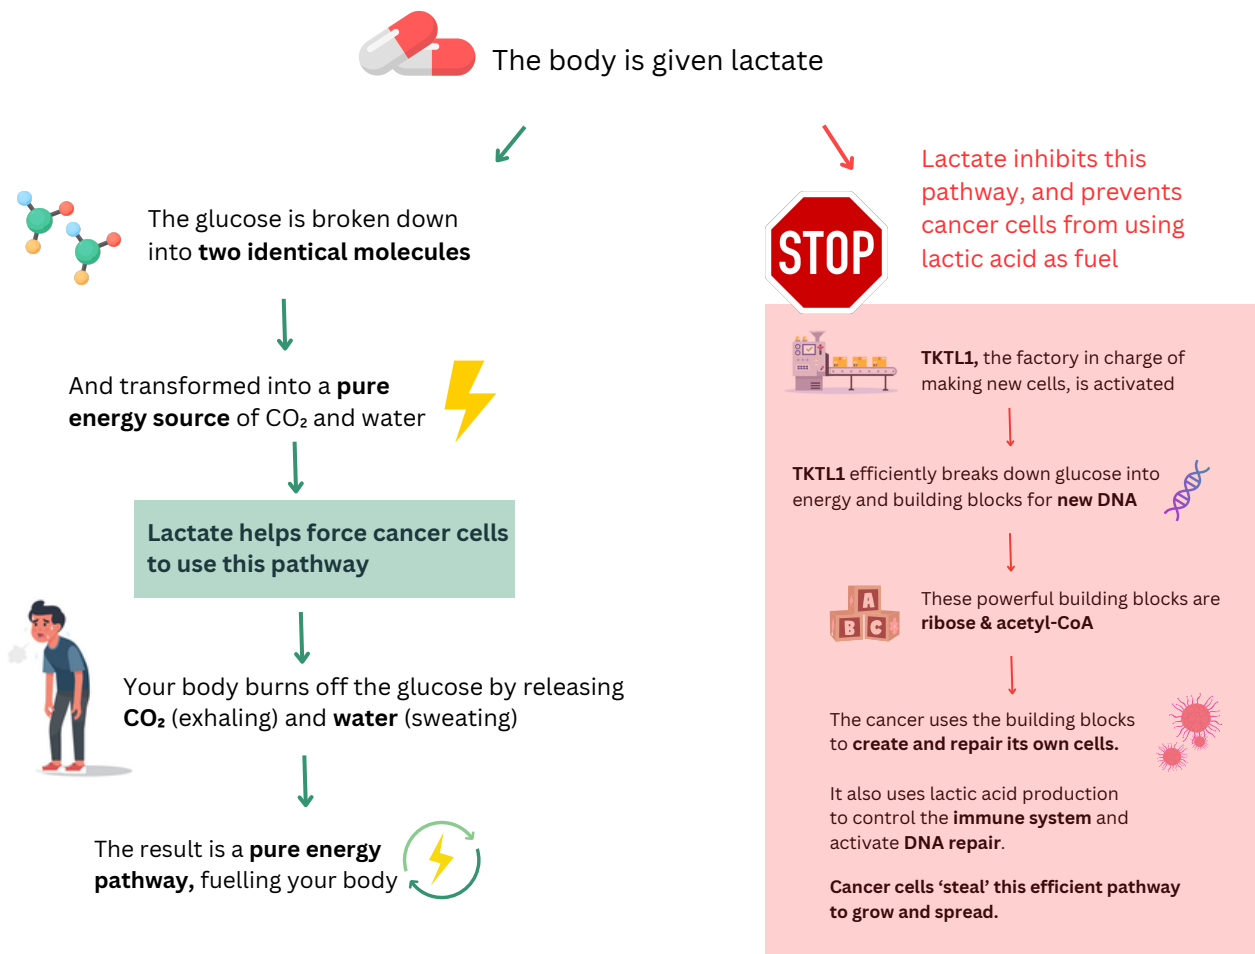 The body is given lactate
The glucose is broken down
into two identical molecules
And transformed into a pure
energy source of CO₂ and water
Lactate helps force cancer cells
to use this pathway
Your body burns off the glucose by releasing
CO₂ (exhaling) and water (sweating)
The result is a pure energy
pathway, fuelling your body
STOP
Lactate inhibits this
pathway, and prevents
cancer cells from using
lactic acid as fuel
TKTL1, the factory in charge of
making new cells, is activated
TKTL1 efficiently breaks down glucose into
energy and building blocks for new DNA
A
B C
These powerful building blocks are
ribose & acetyl-CoA
The cancer uses the building blocks
to create and repair its own cells.
It also uses lactic acid production
to control the immune system and
activate DNA repair.
Cancer cells ‘steal’ this efficient pathway
to grow and spread.